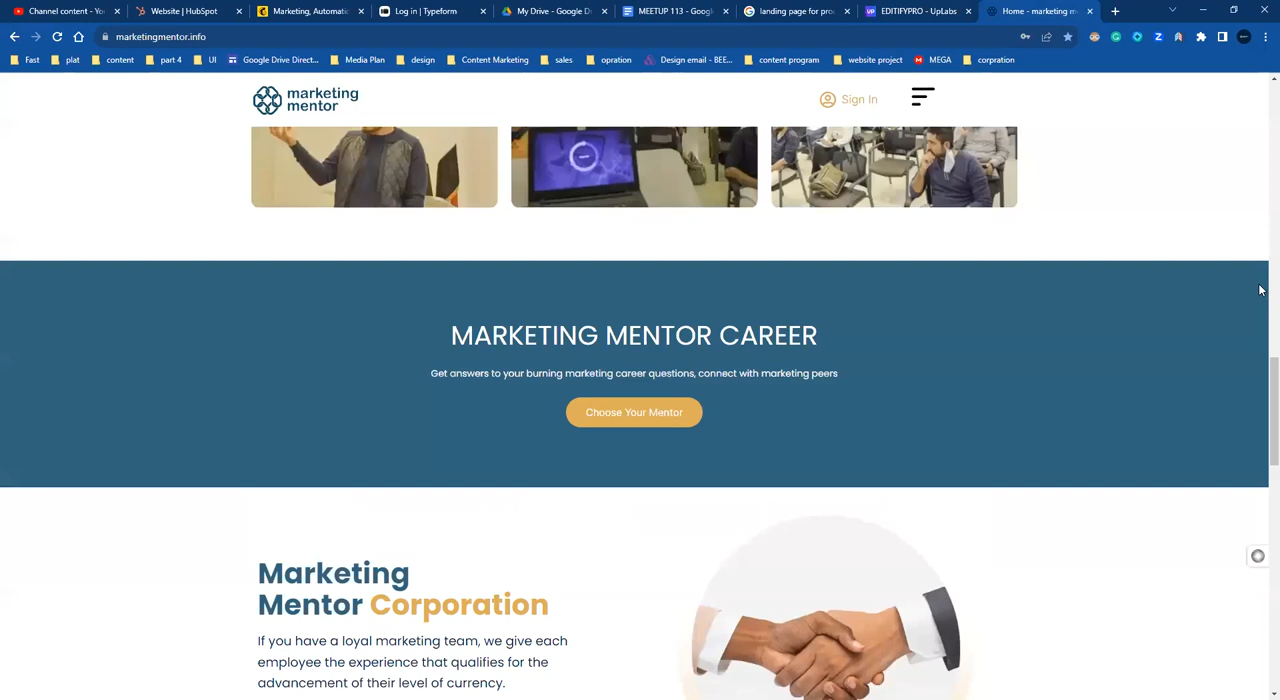 Channel content - Yo
Website | HubSpot
Marketing, Automatic
Log in | Typeform
My Drive - Google D
MEETUP 113 - Googl
landing page for proc
EDITIFYPRO - UpLabs
Home - marketing m
marketingmentor.info
Fast
plat
content
part 4
UI
Google Drive Direct...
Media Plan
design
Content Marketing
sales
opration
Design email - BEE...
content program
website project
MEGA
corpration
marketing
mentor
Sign In
MARKETING MENTOR CAREER
Get answers to your burning marketing career questions, connect with marketing peers
Choose Your Mentor
Marketing
Mentor Corporation
If you have a loyal marketing team, we give each
employee the experience that qualifies for the
advancement of their level of currency.